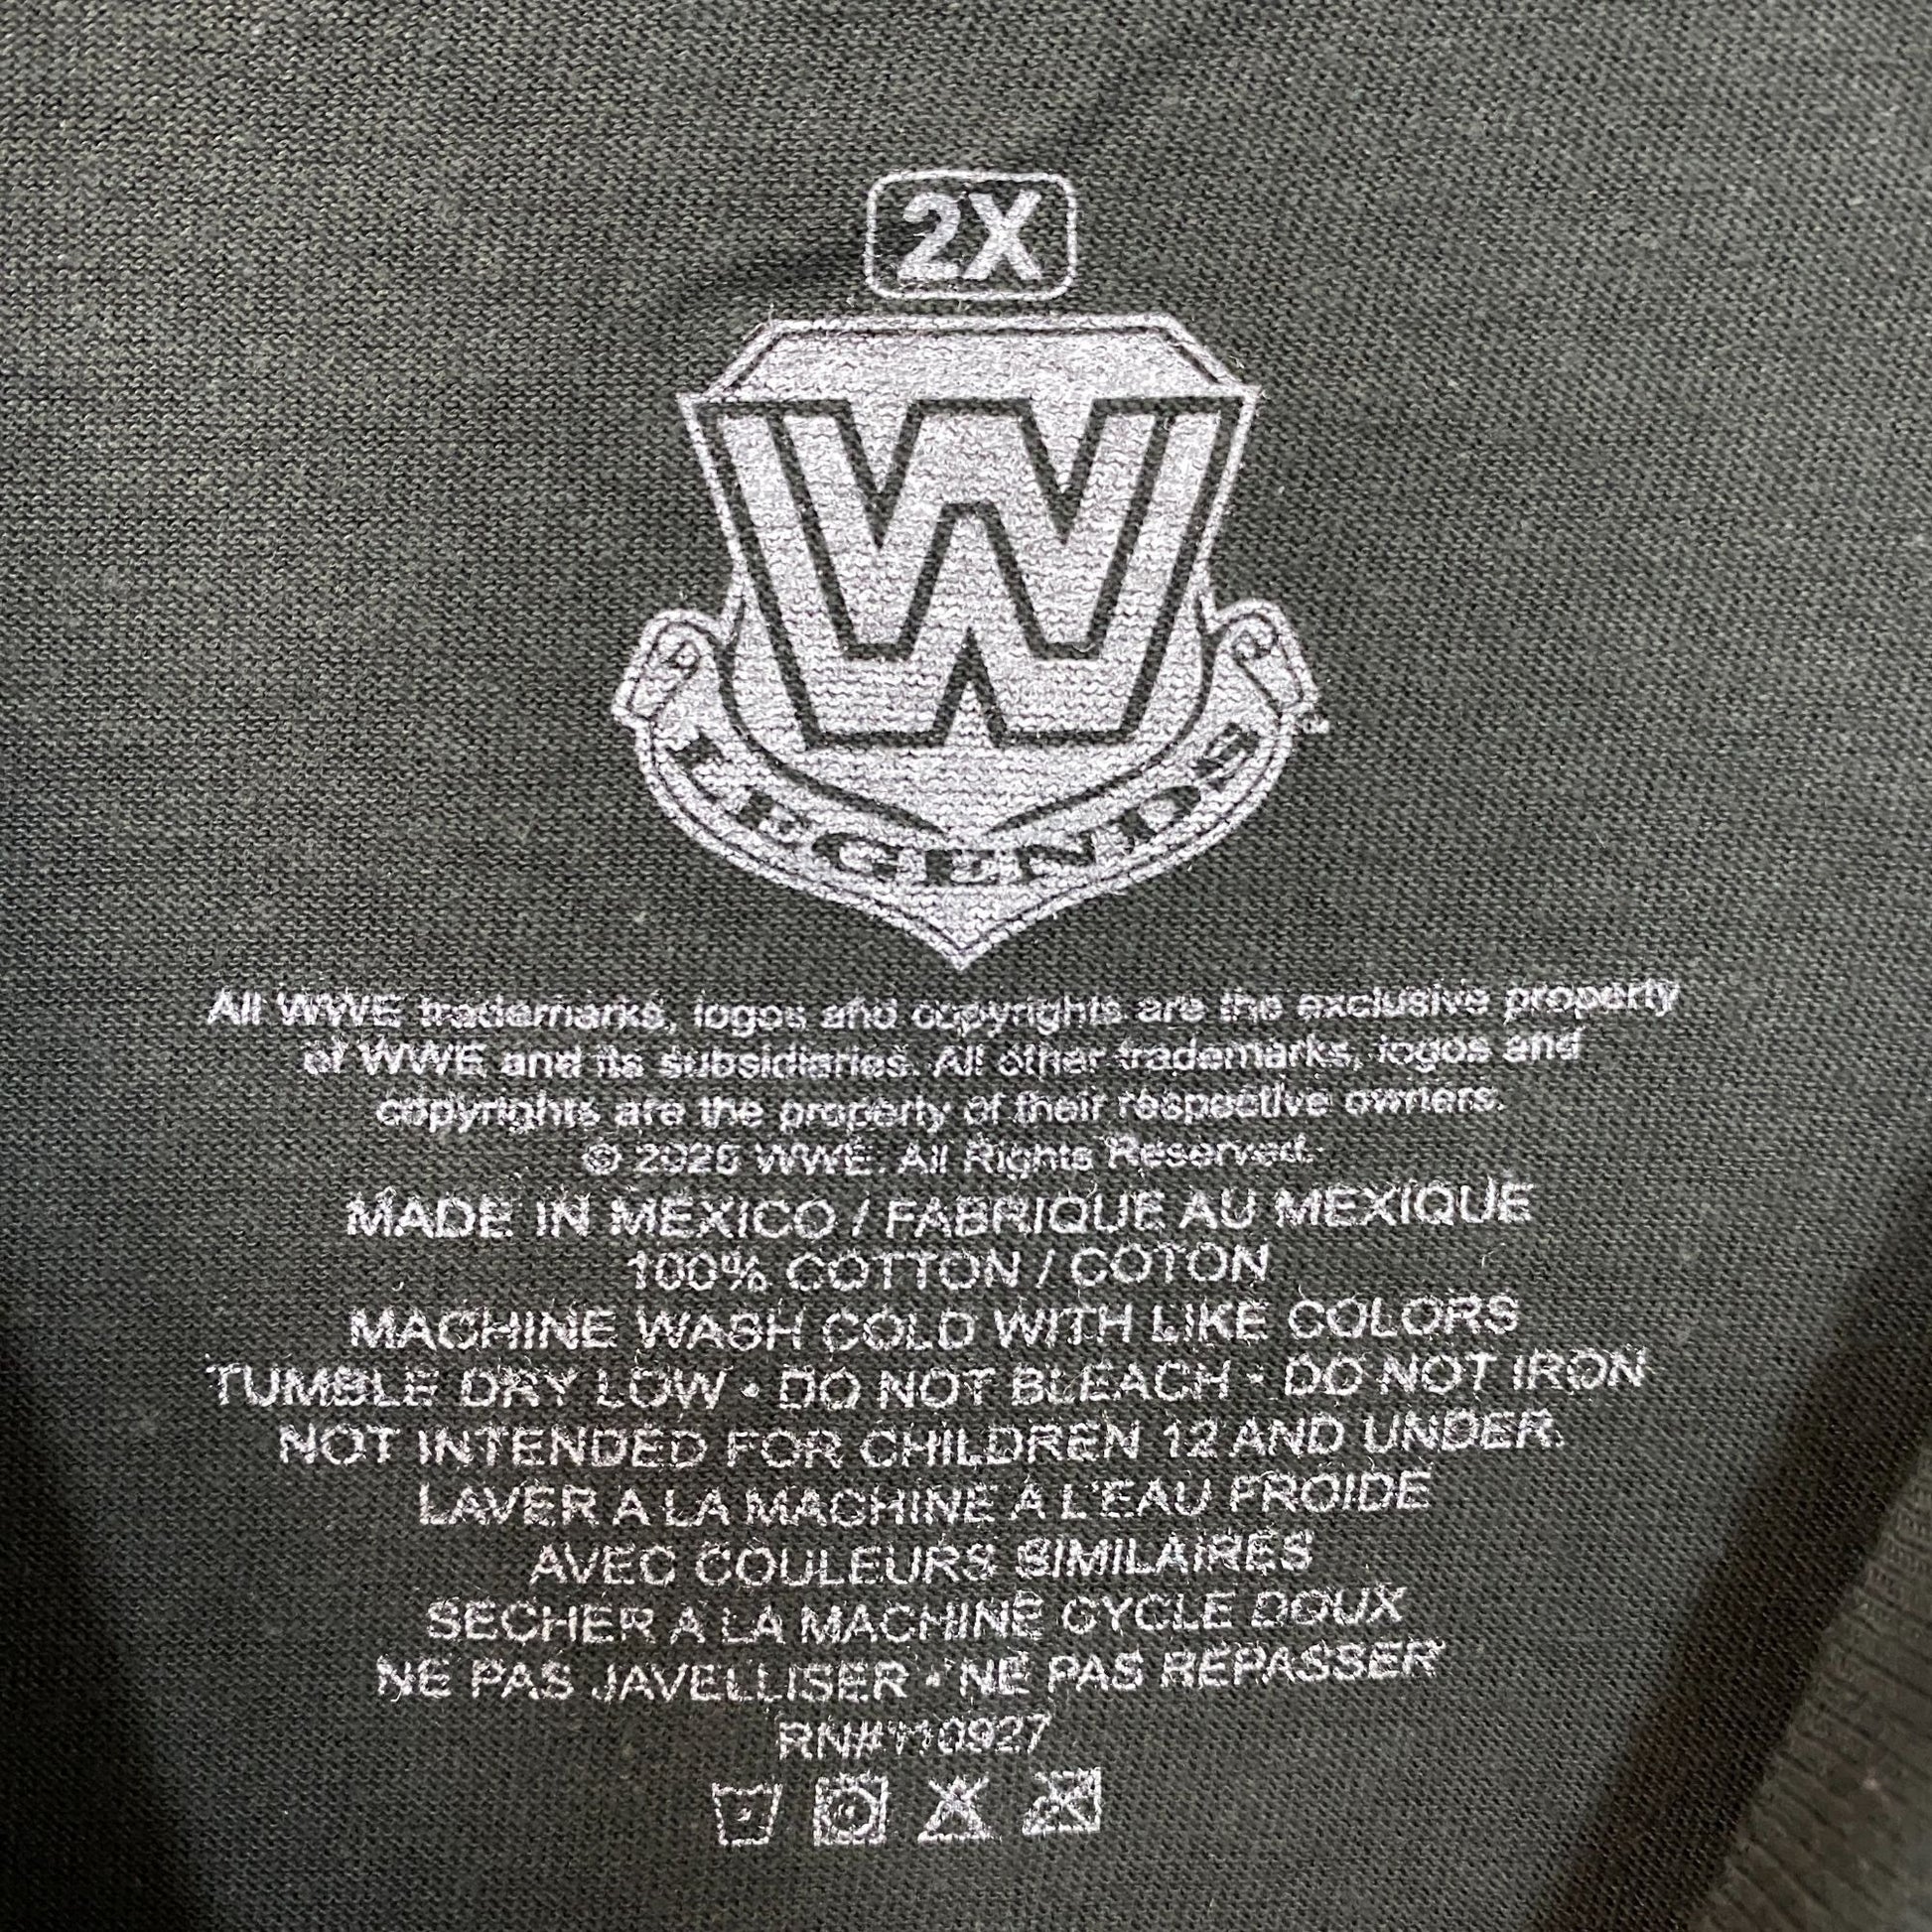 2X
W
LEGENDS
All WWE trademarks, logos and copyrights are the exclusive property
of WWE and its subsidiaries. All other trademarks, logos and
copyrights are the property of their respective owners.
© WWE. All Rights Reserved.
MADE IN MEXICO / FABRIQUE AU MEXIQUE
100% COTTON / COTON
MACHINE WASH COLD WITH LIKE COLORS
TUMBLE DRY LOW • DO NOT BLEACH • DO NOT IRON
NOT INTENDED FOR CHILDREN 12 AND UNDER.
LAVER A LA MACHINE À L'EAU FROIDE
AVEC COULEURS SIMILAIRES
SECHER A LA MACHINE CYCLE DOUX
NE PAS JAVELLISER • NE PAS REPASSER
RN#110927